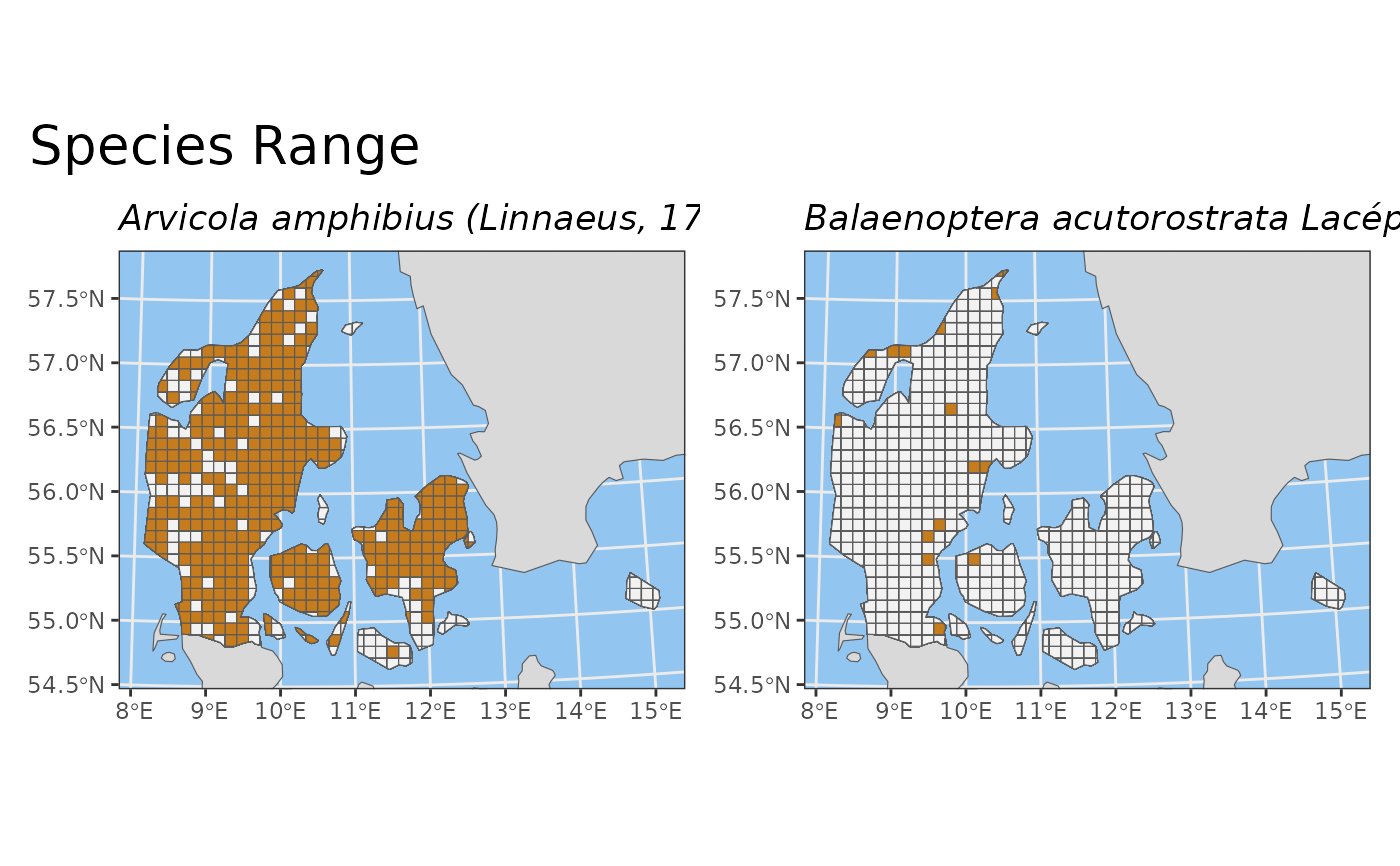 Species Range
Arvicola amphibius (Linnaeus, 17
Balaenoptera acutorostrata Lacép
57.5°N
57.0°N
56.5°N
56.0°N
55.5°N
55.0°N
54.5°N
8°E 9°E 10°E 11°E 12°E 13°E 14°E 15°E
57.5°N
57.0°N
56.5°N
56.0°N
55.5°N
55.0°N
54.5°N
8°E 9°E 10°E 11°E 12°E 13°E 14°E 15°E